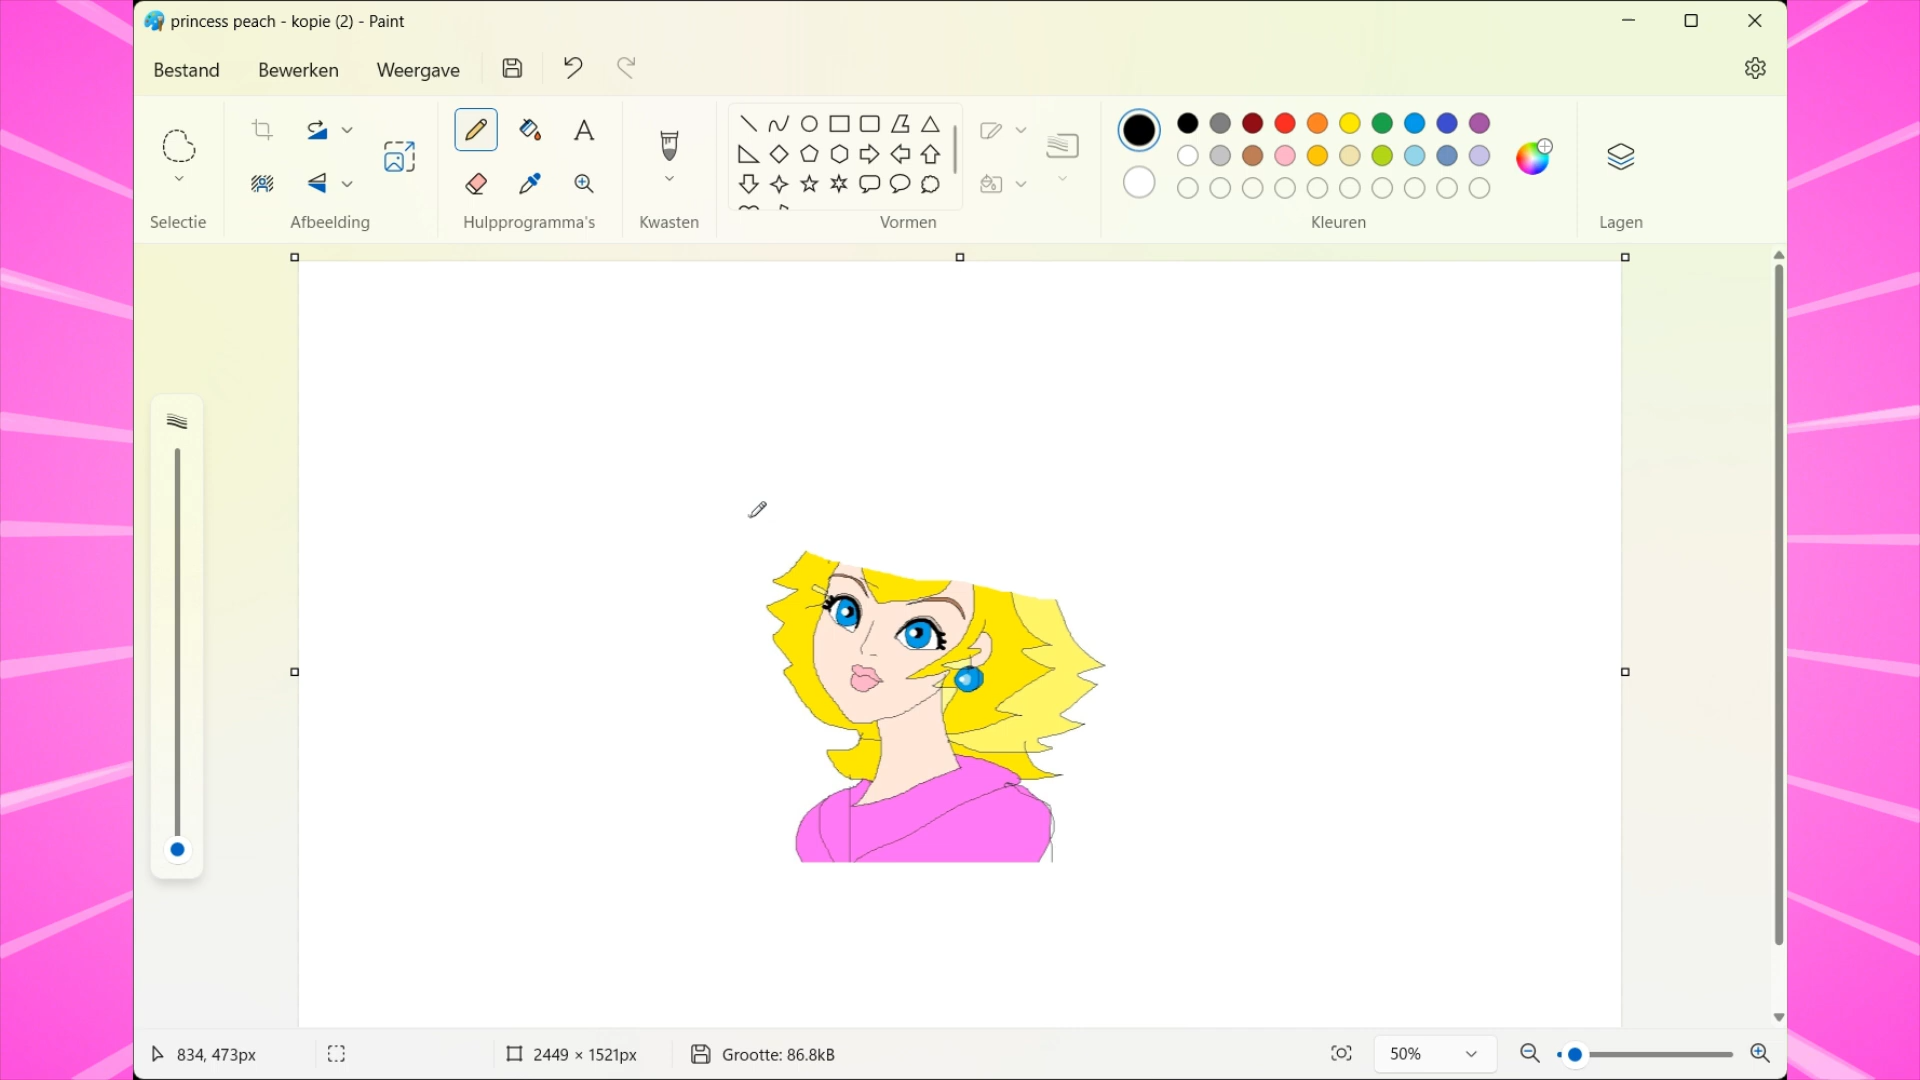 princess peach - kopie (2) - Paint
Bestand Bewerken Weergave
Selectie Afbeelding Hulpprogramma's Kwasten Vormen Kleuren Lagen
834, 473px 2449 × 1521px Grootte: 86.8kB 50%